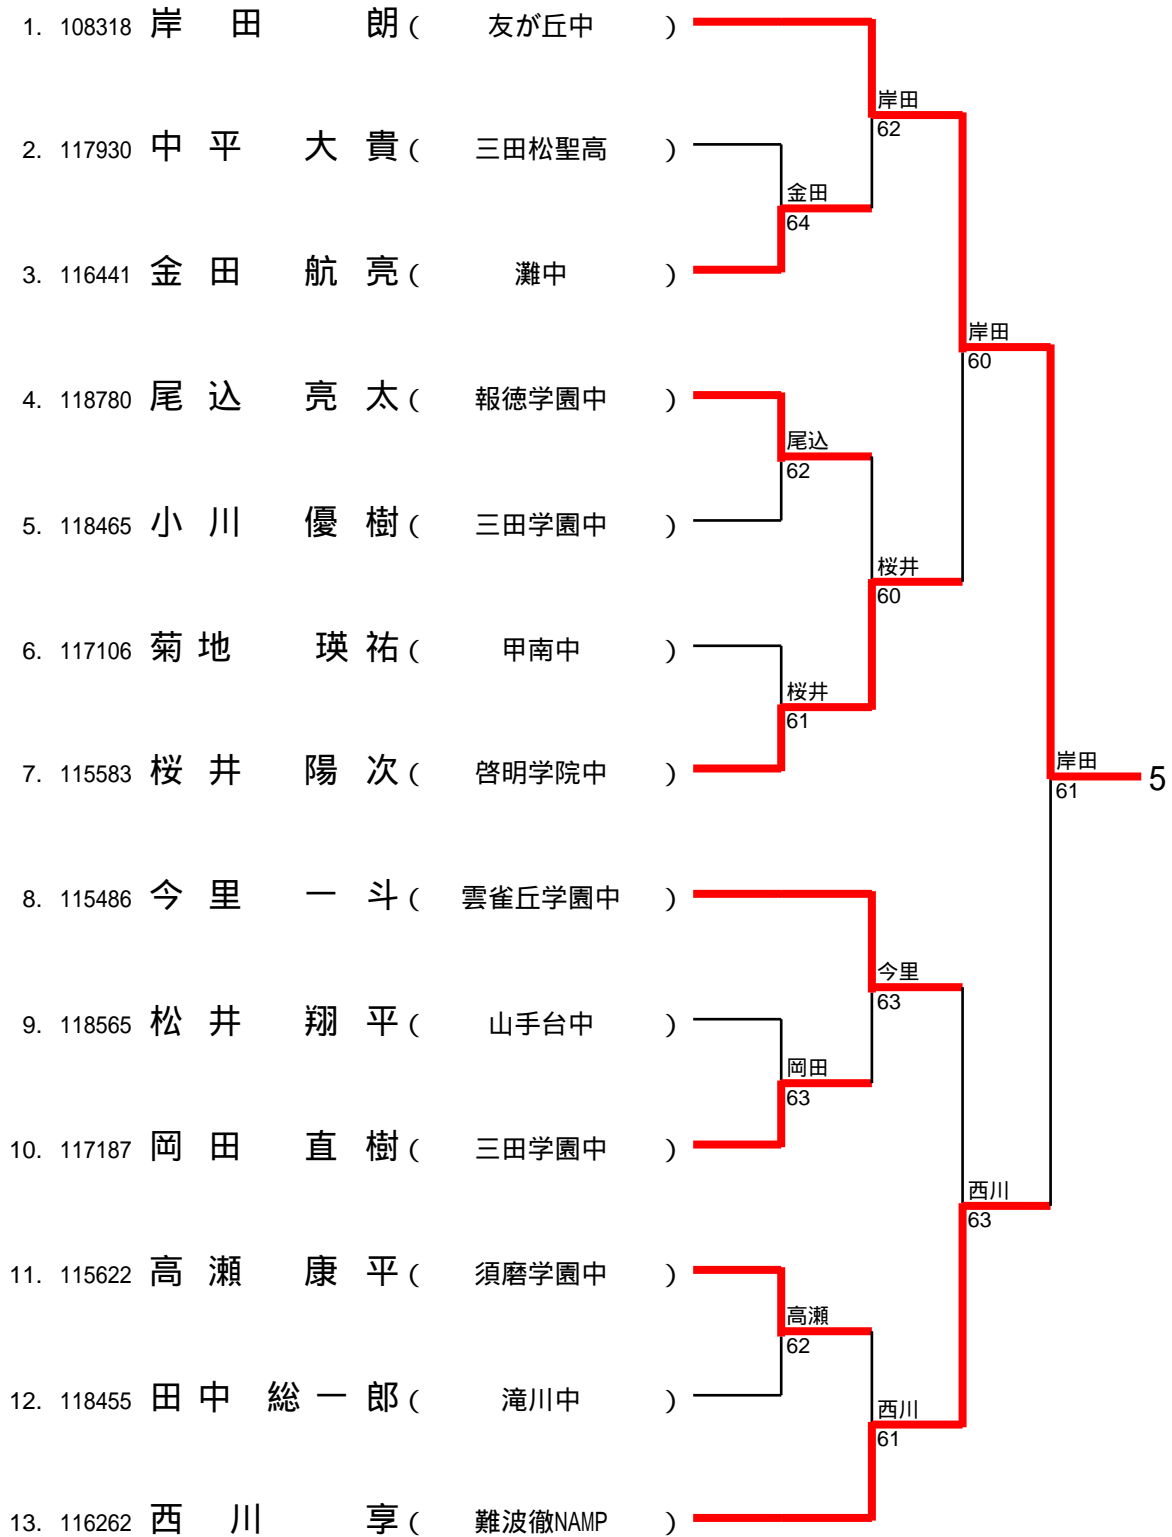 1. 108318 岸田 朗 ( 友が丘中 )
岸田
62
2. 117930 中平 大貴 ( 三田松聖高 )
金田
64
3. 116441 金田 航亮 ( 灘中 )
岸田
60
4. 118780 尾込 亮太 ( 報徳学園中 )
尾込
62
5. 118465 小川 優樹 ( 三田学園中 )
桜井
60
6. 117106 菊地 瑛祐 ( 甲南中 )
桜井
61
7. 115583 桜井 陽次 ( 啓明学院中 )
岸田
61
5
8. 115486 今里 一斗 ( 雲雀丘学園中 )
今里
63
9. 118565 松井 翔平 ( 山手台中 )
岡田
63
10. 117187 岡田 直樹 ( 三田学園中 )
西川
63
11. 115622 高瀬 康平 ( 須磨学園中 )
高瀬
62
12. 118455 田中 総一郎 ( 滝川中 )
西川
61
13. 116262 西川 享 ( 難波徹NAMP )